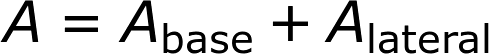 A = A_base + A_lateral